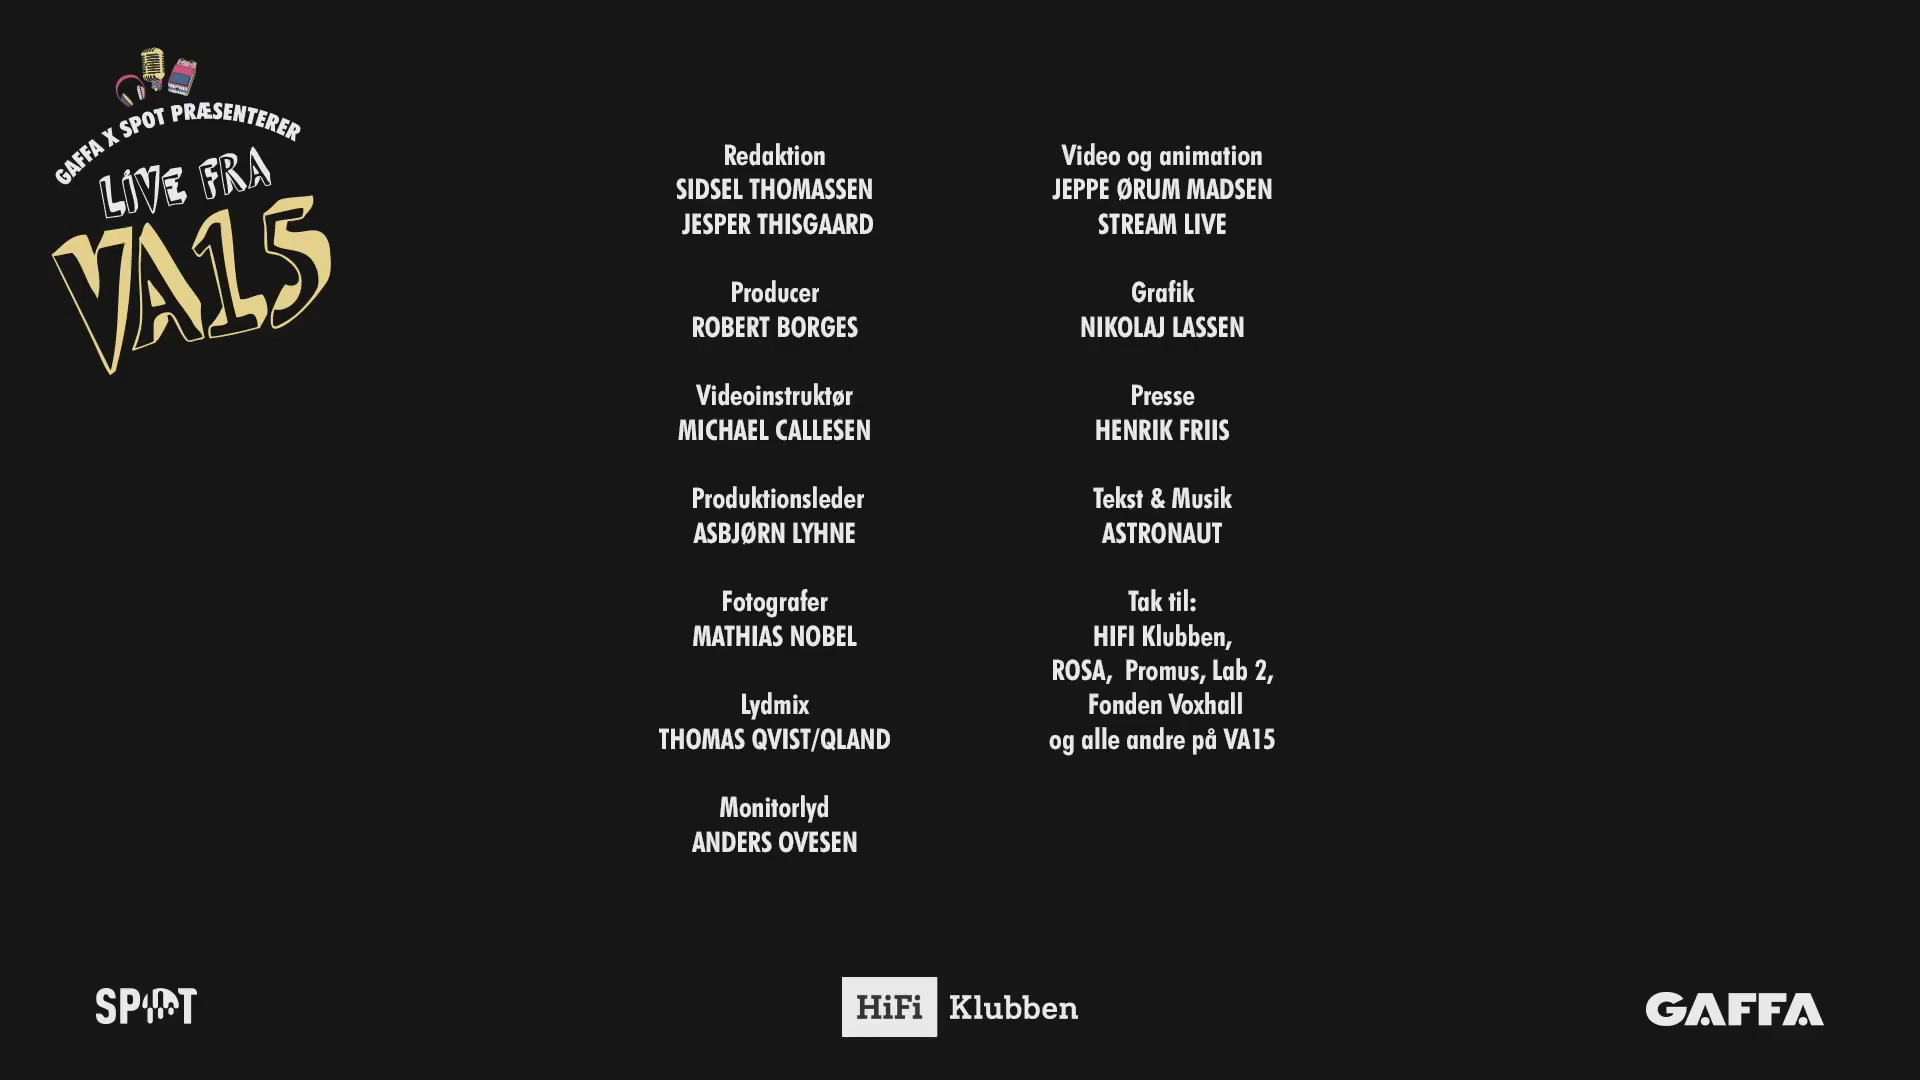 GAFFA X SPOT PRÆSENTERER
LIVE FRA
VA15
Redaktion
SIDSEL THOMASSEN
JESPER THISGAARD
Producer
ROBERT BORGES
Videoinstruktør
MICHAEL CALLESEN
Produktionsleder
ASBJØRN LYHNE
Fotografer
MATHIAS NOBEL
Lydmix
THOMAS QVIST/QLAND
Monitorlyd
ANDERS OVESEN
Video og animation
JEPPE ØRUM MADSEN
STREAM LIVE
Grafik
NIKOLAJ LASSEN
Presse
HENRIK FRIIS
Tekst & Musik
ASTRONAUT
Tak til:
HIFI Klubben,
ROSA, Promus, Lab 2,
Fonden Voxhall
og alle andre på VA15
SPOT
HiFi Klubben
GAFFA